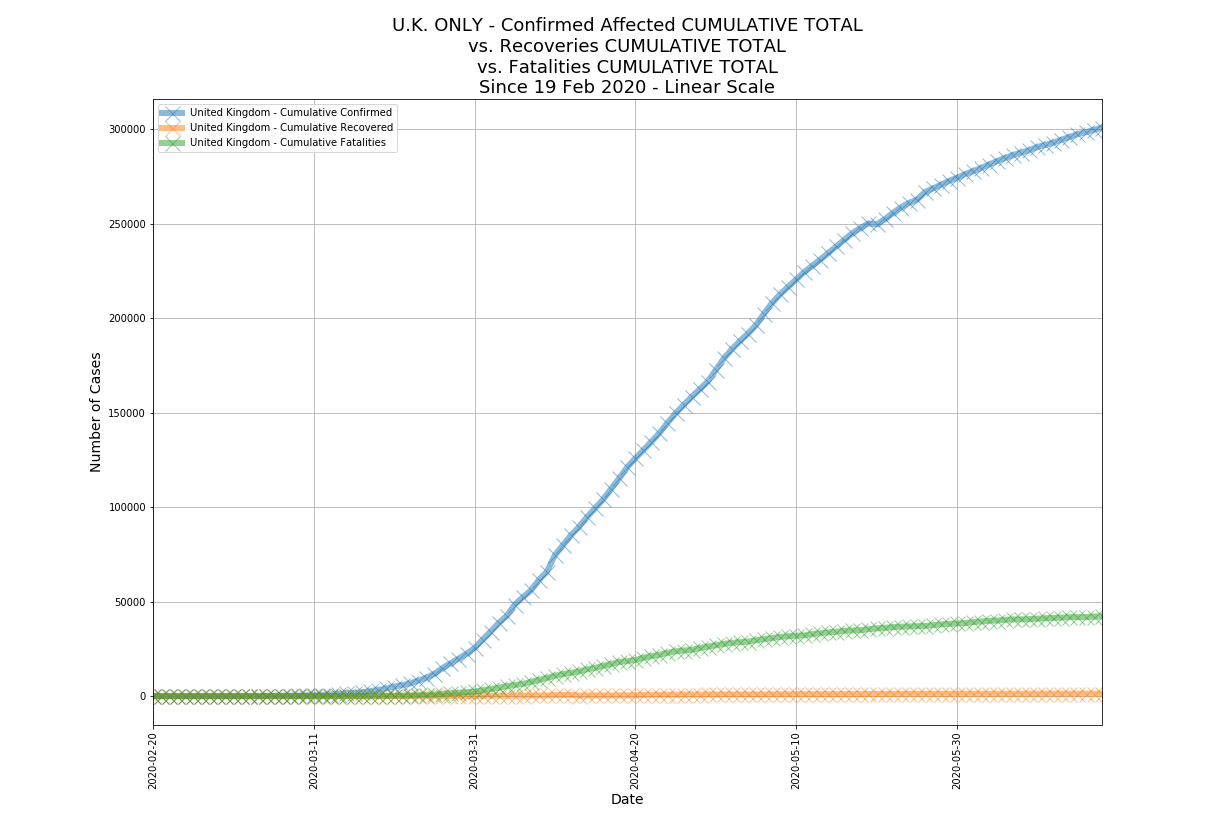 U.K. ONLY - Confirmed Affected CUMULATIVE TOTAL
vs. Recoveries CUMULATIVE TOTAL
vs. Fatalities CUMULATIVE TOTAL
Since 19 Feb 2020 - Linear Scale
United Kingdom - Cumulative Confirmed
United Kingdom - Cumulative Recovered
United Kingdom - Cumulative Fatalities
Number of Cases
300000
250000
200000
150000
100000
50000
0
2020-02-20
2020-03-11
2020-03-31
2020-04-20
2020-05-10
2020-05-30
Date